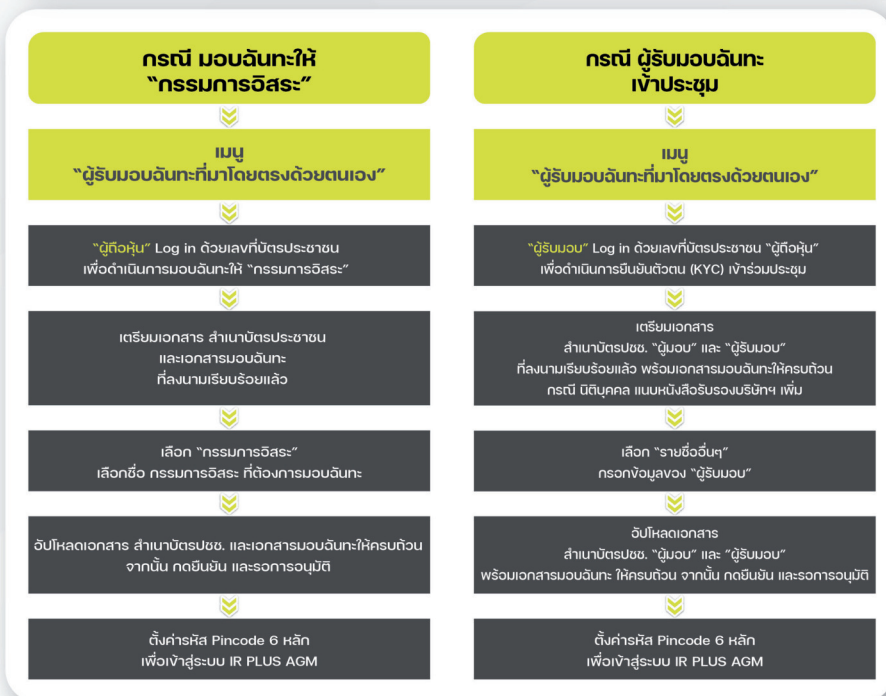 กรณี มอบฉันทะให้
“กรรมการอิสระ”
เมนู
“ผู้รับมอบฉันทะที่มาโดยตรงด้วยตนเอง”
“ผู้ถือหุ้น” Log in ด้วยเลขที่บัตรประชาชน
เพื่อดำเนินการมอบฉันทะให้ “กรรมการอิสระ”
เตรียมเอกสาร สำเนาบัตรประชาชน
และเอกสารมอบฉันทะ
ที่ลงนามเรียบร้อยแล้ว
เลือก “กรรมการอิสระ”
เลือกชื่อ กรรมการอิสระ ที่ต้องการมอบฉันทะ
อัปโหลดเอกสาร สำเนาบัตรปชช. และเอกสารมอบฉันทะให้ครบถ้วน
จากนั้น กดยืนยัน และรอการอนุมัติ
ตั้งค่ารหัส Pincode 6 หลัก
เพื่อเข้าสู่ระบบ IR PLUS AGM
กรณี ผู้รับมอบฉันทะ
เข้าประชุม
เมนู
“ผู้รับมอบฉันทะที่มาโดยตรงด้วยตนเอง”
“ผู้รับมอบ” Log in ด้วยเลขที่บัตรประชาชน “ผู้ถือหุ้น”
เพื่อดำเนินการยืนยันตัวตน (KYC) เข้าร่วมประชุม
เตรียมเอกสาร
สำเนาบัตรปชช. “ผู้มอบ” และ “ผู้รับมอบ”
ที่ลงนามเรียบร้อยแล้ว พร้อมเอกสารมอบฉันทะให้ครบถ้วน
กรณี นิติบุคคล แนบหนังสือรับรองบริษัทฯ เพิ่ม
เลือก “รายชื่ออื่นๆ”
กรอกข้อมูลของ “ผู้รับมอบ”
อัปโหลดเอกสาร
สำเนาบัตรปชช. “ผู้มอบ” และ “ผู้รับมอบ”
พร้อมเอกสารมอบฉันทะ ให้ครบถ้วน จากนั้น กดยืนยัน และรอการอนุมัติ
ตั้งค่ารหัส Pincode 6 หลัก
เพื่อเข้าสู่ระบบ IR PLUS AGM